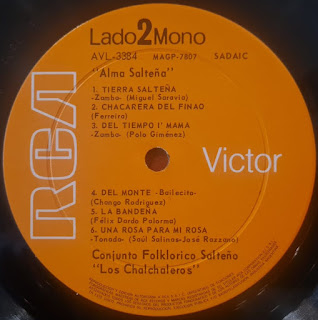 Lado 2 Mono
AVL-3384 MAGP-7807 SADAIC
"Alma Salteña"
1. TIERRA SALTEÑA
-Zamba- (Miguel Saravia)
2. CHACARERA DEL FINAO
(Ferreira)
3. DEL TIEMPO I' MAMA
-Zamba- (Polo Giménez)
RCA
Victor
4. DEL MONTE -Bailecito-
(Chango Rodríguez)
5. LA BANDEÑA
(Félix Dardo Palorma)
6. UNA ROSA PARA MI ROSA
-Tonada- (Saúl Salinas-José Razzano)
Conjunto Folklorico Salteño
"Los Chalchaleros"